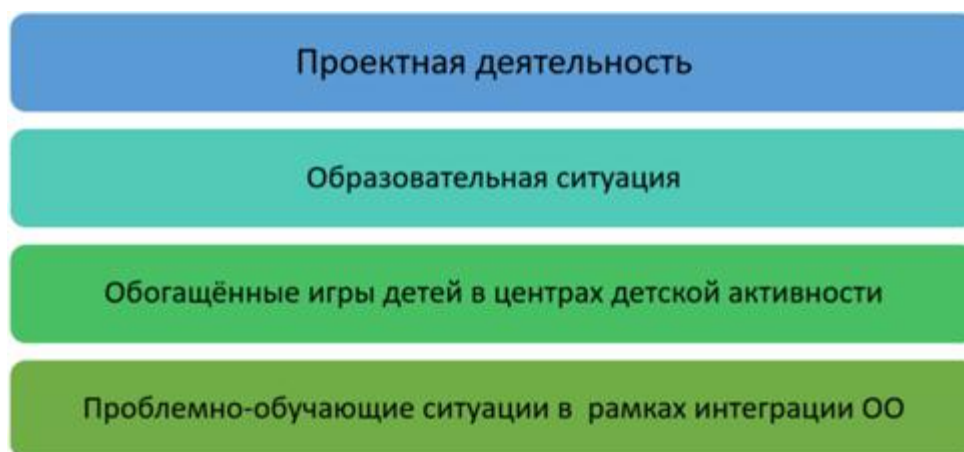 Проектная деятельность
Образовательная ситуация
Обогащённые игры детей в центрах детской активности
Проблемно-обучающие ситуации в рамках интеграции ОО